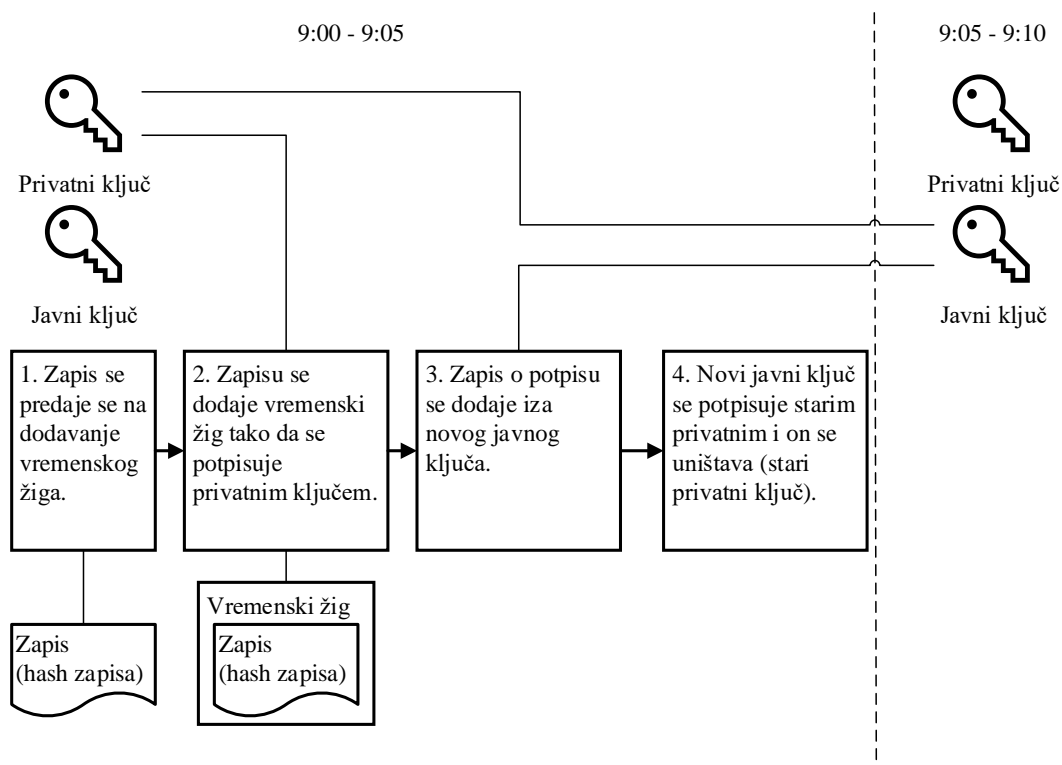 9:00 - 9:05
9:05 - 9:10
Privatni ključ
Privatni ključ
Javni ključ
Javni ključ
1. Zapis se
predaje se na
dodavanje
vremenskog
žiga.
2. Zapisu se
dodaje vremenski
žig tako da se
potpisuje
privatnim ključem.
3. Zapis o potpisu
se dodaje iza
novog javnog
ključa.
4. Novi javni ključ
se potpisuje starim
privatnim i on se
uništava (stari
privatni ključ).
Zapis
(hash zapisa)
Vremenski žig
Zapis
(hash zapisa)